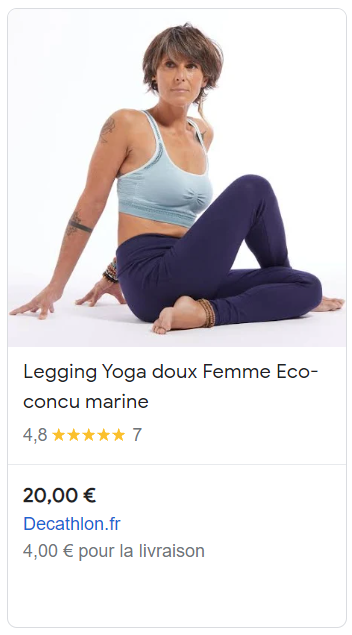 Legging Yoga doux Femme Eco-
concu marine
4,8 ★★★★★ 7
20,00 €
Decathlon.fr
4,00 € pour la livraison